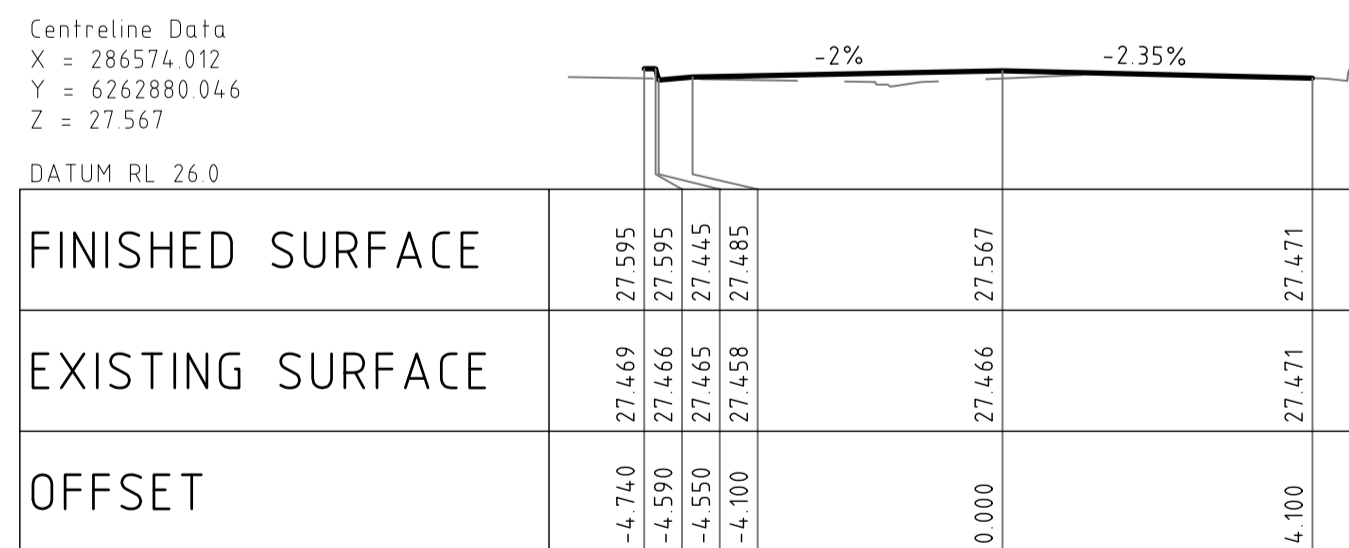 Centreline Data
X = 286574.012
Y = 6262880.046
Z = 27.567
-2%
-2.35%
DATUM RL 26.0
FINISHED SURFACE 27.595 27.595 27.445 27.485 27.567 27.471
EXISTING SURFACE 27.469 27.466 27.465 27.458 27.466 27.471
OFFSET -4.740 -4.590 -4.550 -4.100 0.000 4.100